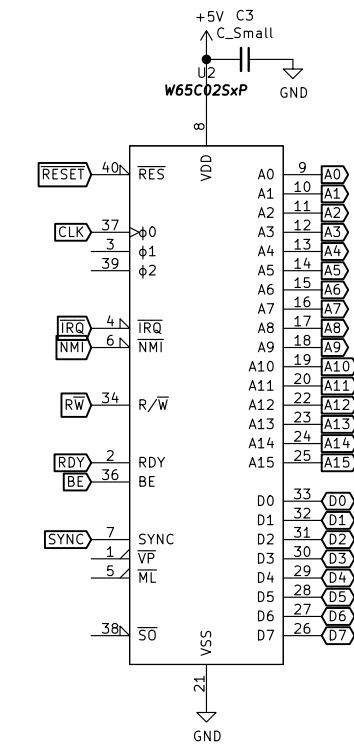 +5V C3
C_Small
U2
W65C02SxP
GND
8
VDD
RESET 40 RES
CLK 37 ϕ0
3 ϕ1
39 ϕ2
4 IRQ IRQ
6 NMI NMI
RW 34 R/W
RDY 2 RDY
BE 36 BE
SYNC 7 SYNC
1 VP
5 ML
38 SO
A0 9 A0
A1 10 A1
A2 11 A2
A3 12 A3
A4 13 A4
A5 14 A5
A6 15 A6
A7 16 A7
A8 17 A8
A9 18 A9
A10 19 A10
A11 20 A11
A12 22 A12
A13 23 A13
A14 24 A14
A15 25 A15
D0 33 D0
D1 32 D1
D2 31 D2
D3 30 D3
D4 29 D4
D5 28 D5
D6 27 D6
D7 26 D7
VSS
21
GND